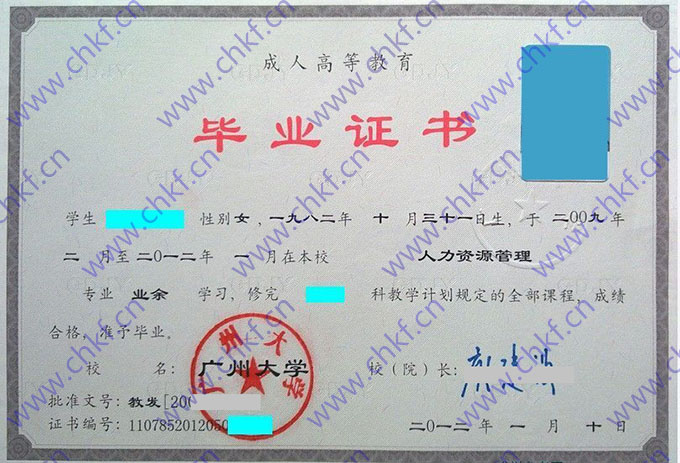 成人高等教育
毕业证书
学生 性别女,一九八二年 十 月三十一日生,于 二00九年
二 月至二0一二年 一 月在本校 人力资源管理
专业 业余 学习,修完 科教学计划规定的全部课程,成绩
合格,准予毕业。
校 名:广州大学 校(院)长:
批准文号:教发[200
证书编号:1107852012050
二0一二年 一 月 十 日
广州大学
www.chkf.cn